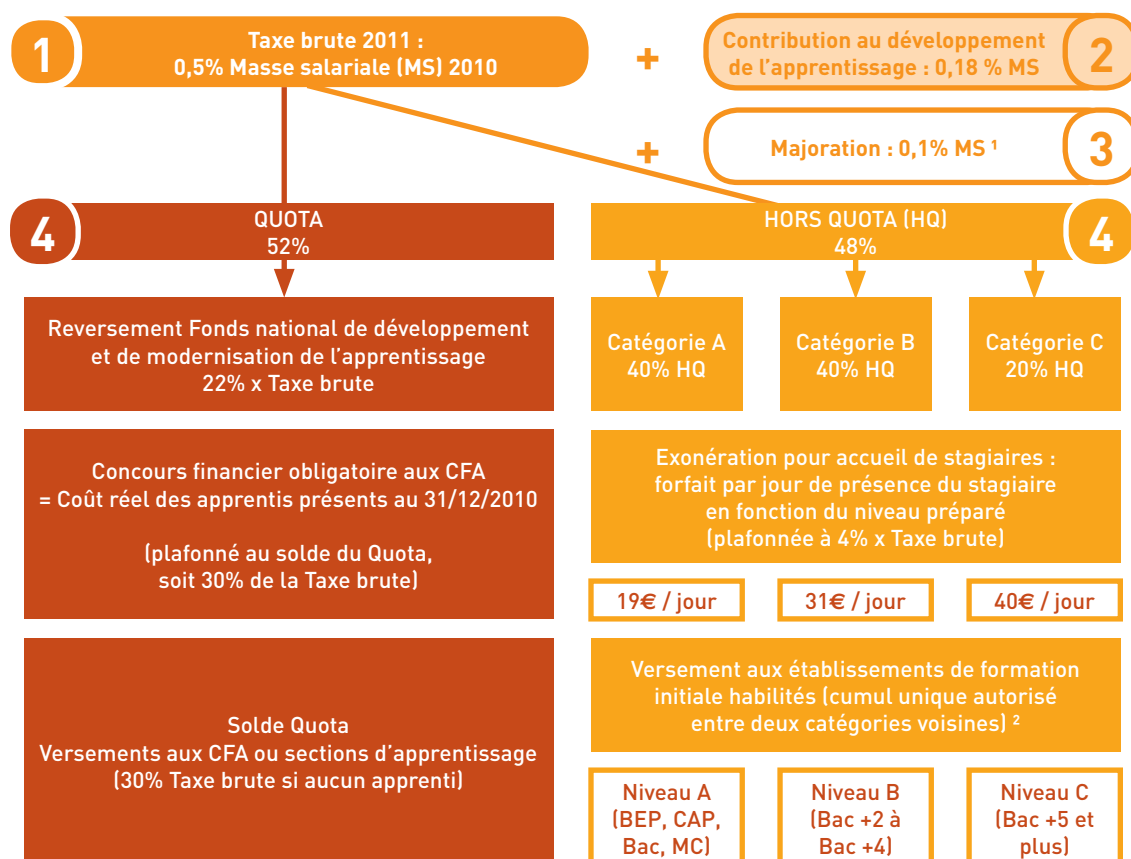 1
Taxe brute 2011 :
0,5% Masse salariale (MS) 2010
+
Contribution au développement
de l'apprentissage : 0,18 % MS
2
+
Majoration : 0,1% MS ¹
3
4
QUOTA
52%
HORS QUOTA (HQ)
48%
4
Reversement Fonds national de développement
et de modernisation de l'apprentissage
22% x Taxe brute
Catégorie A
40% HQ
Catégorie B
40% HQ
Catégorie C
20% HQ
Concours financier obligatoire aux CFA
= Coût réel des apprentis présents au 31/12/2010
(plafonné au solde du Quota,
soit 30% de la Taxe brute)
Exonération pour accueil de stagiaires :
forfait par jour de présence du stagiaire
en fonction du niveau préparé
(plafonnée à 4% x Taxe brute)
19€ / jour
31€ / jour
40€ / jour
Solde Quota
Versements aux CFA ou sections d'apprentissage
(30% Taxe brute si aucun apprenti)
Versement aux établissements de formation
initiale habilités (cumul unique autorisé
entre deux catégories voisines) ²
Niveau A
(BEP, CAP,
Bac, MC)
Niveau B
(Bac +2 à
Bac +4)
Niveau C
(Bac +5 et
plus)